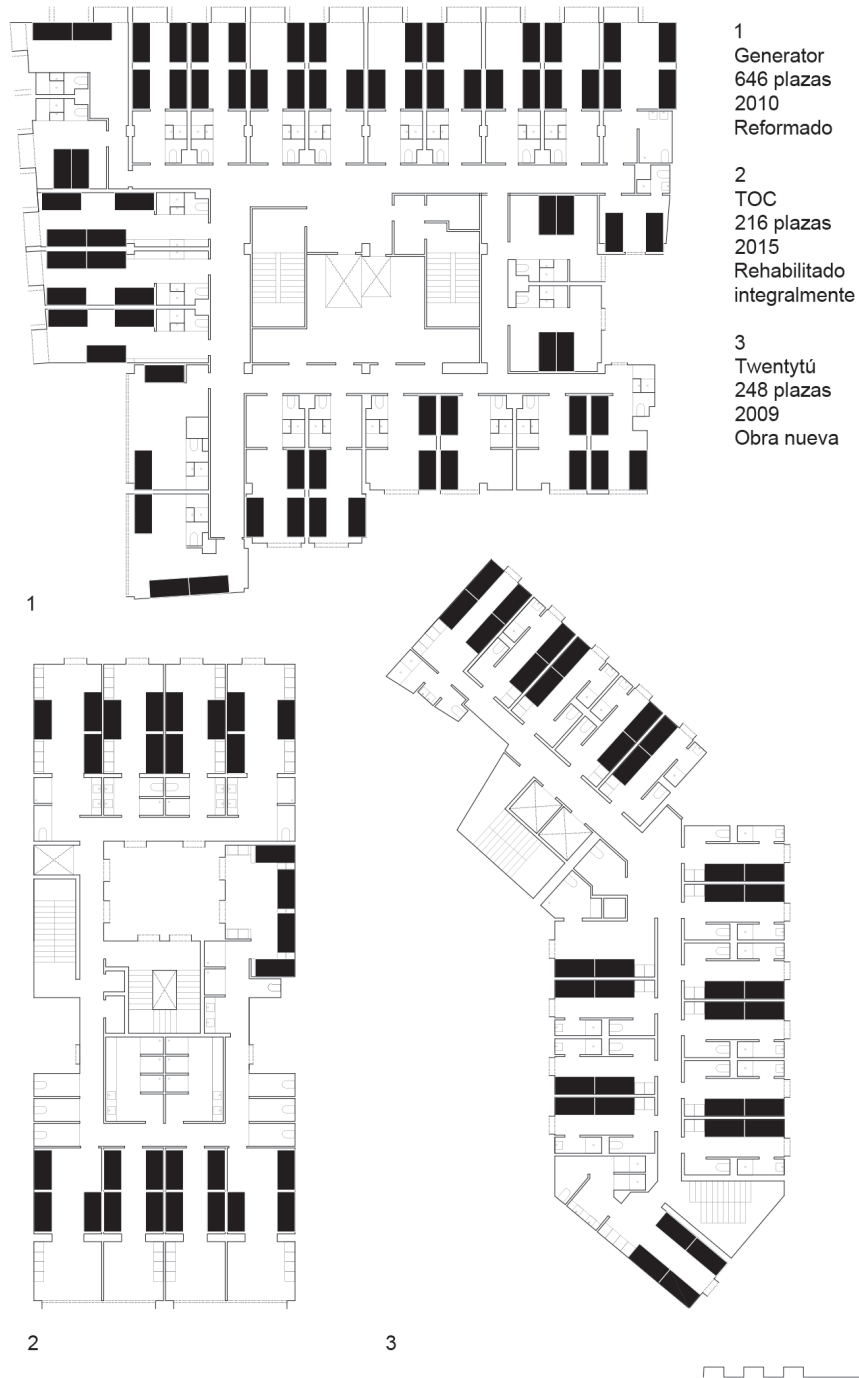 1
Generator
646 plazas
2010
Reformado
2
TOC
216 plazas
2015
Rehabilitado
integralmente
3
Twentytú
248 plazas
2009
Obra nueva
1
2
3